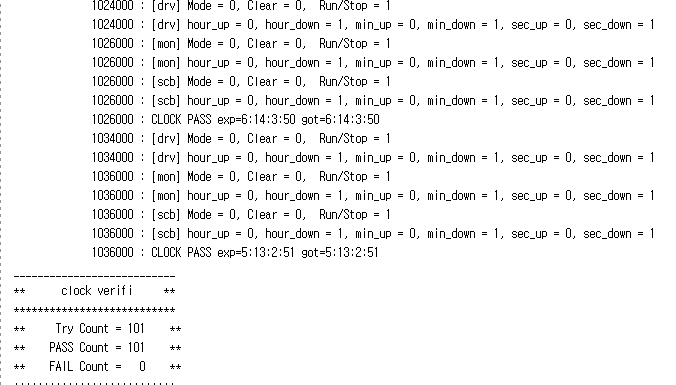 1024000 : [drv] Mode = 0, Clear = 0,  Run/Stop = 1
1024000 : [drv] hour_up = 0, hour_down = 1, min_up = 0, min_down = 1, sec_up = 0, sec_down = 1
1026000 : [mon] Mode = 0, Clear = 0,  Run/Stop = 1
1026000 : [mon] hour_up = 0, hour_down = 1, min_up = 0, min_down = 1, sec_up = 0, sec_down = 1
1026000 : [scb] Mode = 0, Clear = 0,  Run/Stop = 1
1026000 : [scb] hour_up = 0, hour_down = 1, min_up = 0, min_down = 1, sec_up = 0, sec_down = 1
1026000 : CLOCK PASS exp=6:14:3:50 got=6:14:3:50
1034000 : [drv] Mode = 0, Clear = 0,  Run/Stop = 1
1034000 : [drv] hour_up = 0, hour_down = 1, min_up = 0, min_down = 1, sec_up = 0, sec_down = 1
1036000 : [mon] Mode = 0, Clear = 0,  Run/Stop = 1
1036000 : [mon] hour_up = 0, hour_down = 1, min_up = 0, min_down = 1, sec_up = 0, sec_down = 1
1036000 : [scb] Mode = 0, Clear = 0,  Run/Stop = 1
1036000 : [scb] hour_up = 0, hour_down = 1, min_up = 0, min_down = 1, sec_up = 0, sec_down = 1
1036000 : CLOCK PASS exp=5:13:2:51 got=5:13:2:51
---------------------------
**      clock verifi     **
***************************
**     Try Count = 101    **
**    PASS Count = 101    **
**    FAIL Count =   0    **
***************************